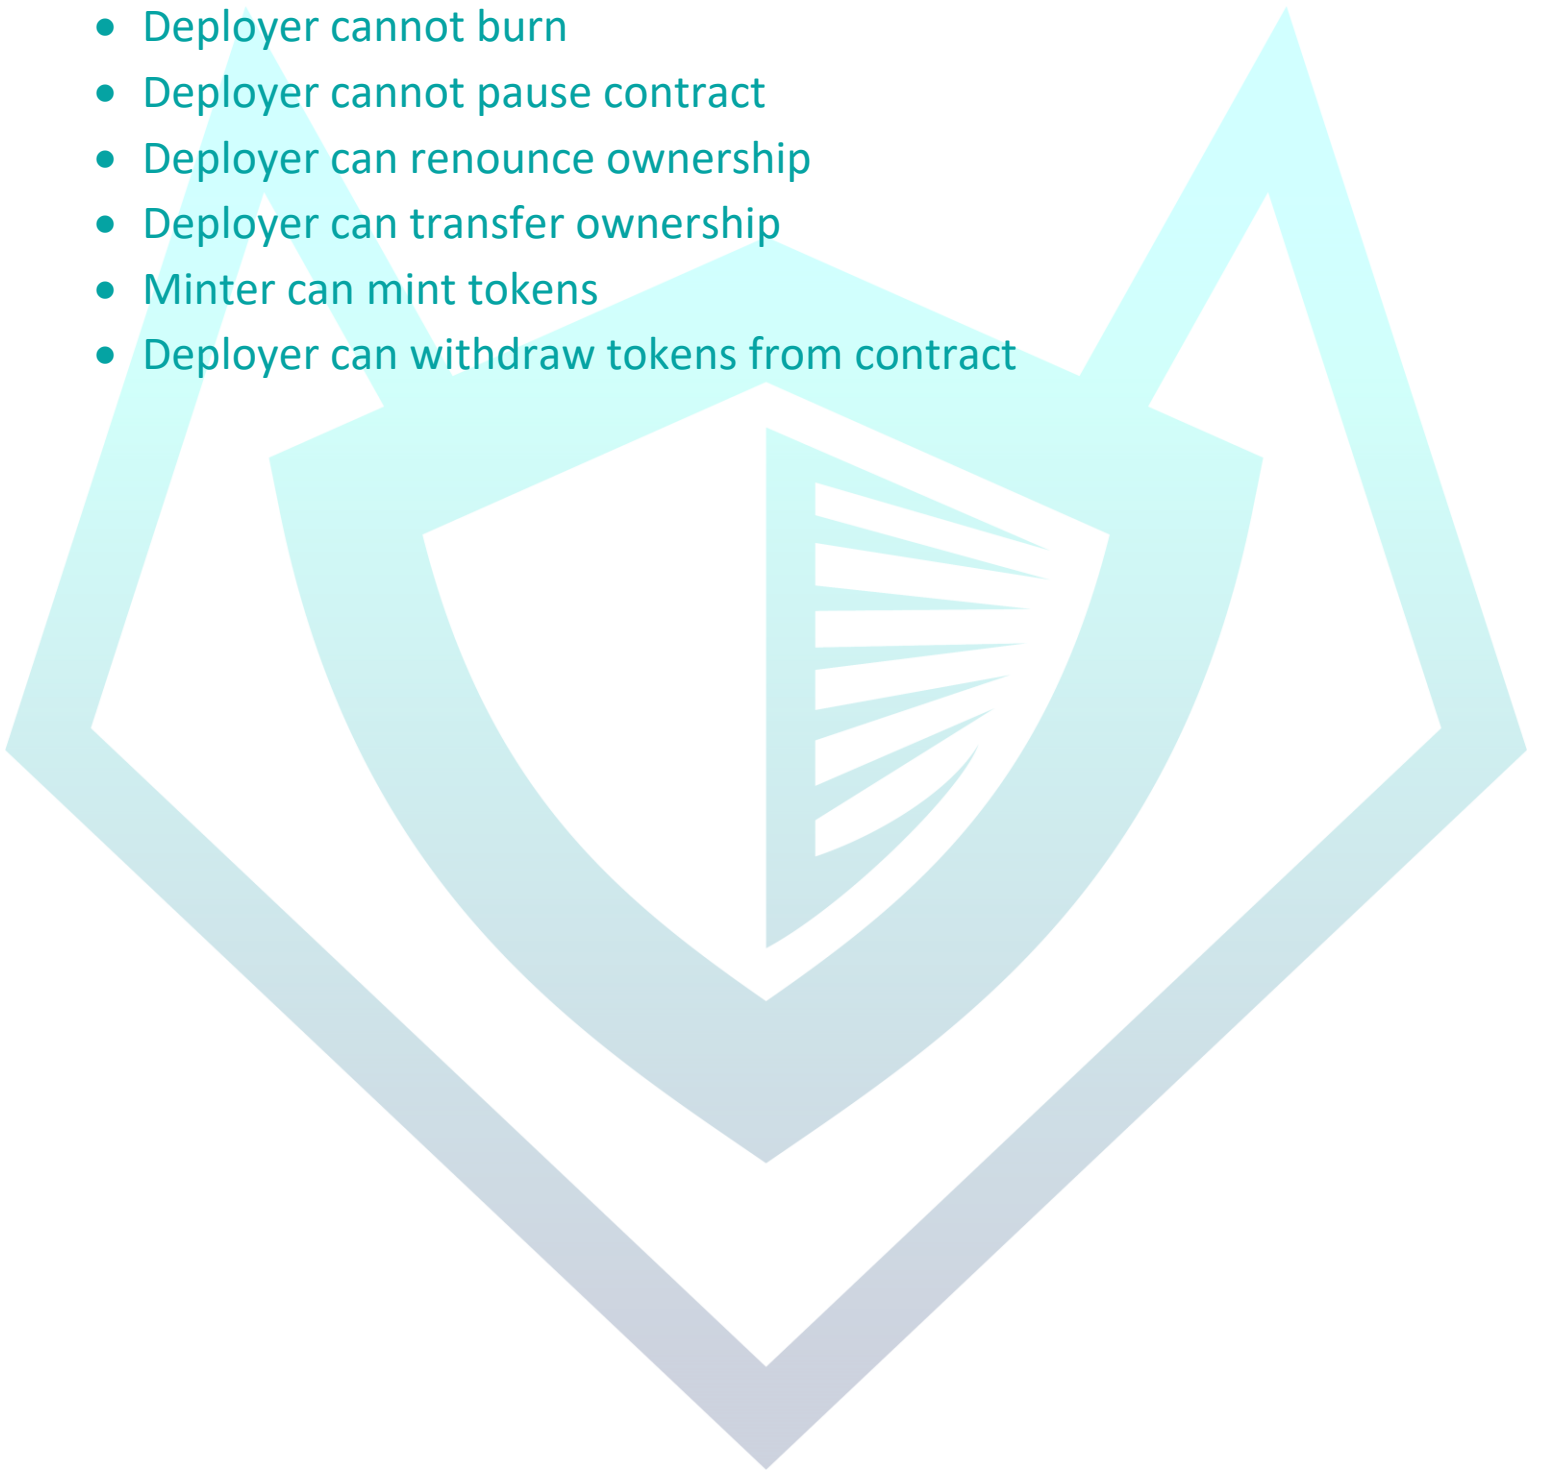 • Deployer cannot burn
• Deployer cannot pause contract
• Deployer can renounce ownership
• Deployer can transfer ownership
• Minter can mint tokens
• Deployer can withdraw tokens from contract